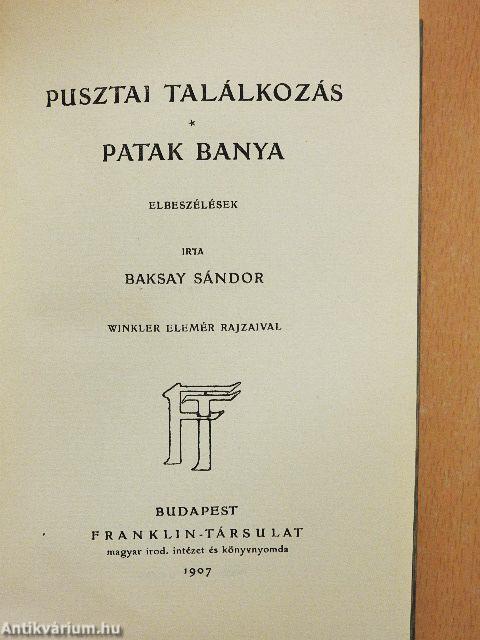 PUSZTAI TALÁLKOZÁS
*
PATAK BANYA
ELBESZÉLÉSEK
IRTA
BAKSAY SÁNDOR
WINKLER ELEMÉR RAJZAIVAL
FT
BUDAPEST
FRANKLIN-TÁRSULAT
magyar irod. intézet és könyvnyomda
1907
Antikvárium.hu